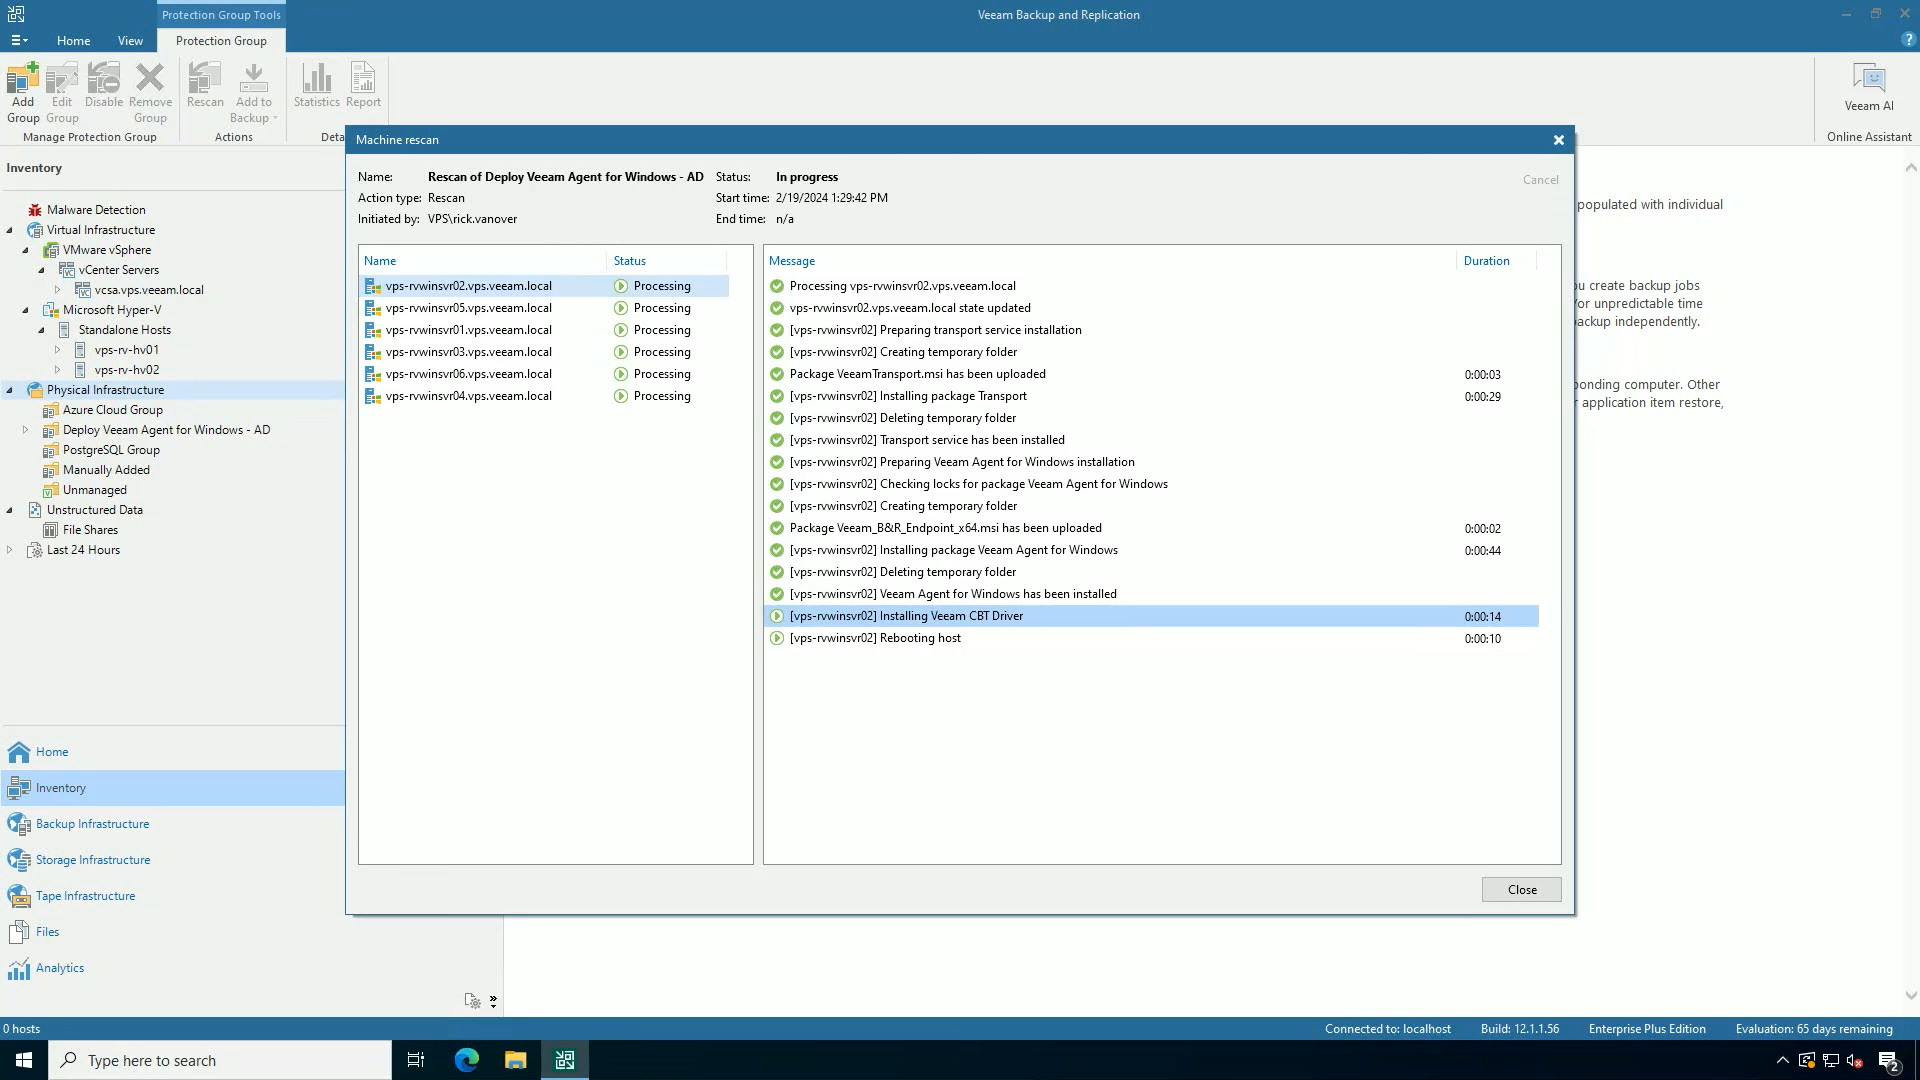 Protection Group Tools
Veeam Backup and Replication
Home
View
Protection Group
?
Add Group
Edit Group
Disable
Remove Group
Rescan
Add to Backup
Statistics
Report
Veeam AI
Manage Protection Group
Actions
Deta
Online Assistant
Inventory
Malware Detection
Virtual Infrastructure
VMware vSphere
vCenter Servers
vcsa.vps.veeam.local
Microsoft Hyper-V
Standalone Hosts
vps-rv-hv01
vps-rv-hv02
Physical Infrastructure
Azure Cloud Group
Deploy Veeam Agent for Windows - AD
PostgreSQL Group
Manually Added
Unmanaged
Unstructured Data
File Shares
Last 24 Hours
Home
Inventory
Backup Infrastructure
Storage Infrastructure
Tape Infrastructure
Files
Analytics
Machine rescan
Name: Rescan of Deploy Veeam Agent for Windows - AD Status: In progress
Action type: Rescan Start time: 2/19/2024 1:29:42 PM
Initiated by: VPS\rick.vanover End time: n/a
Cancel
Name Status
vps-rvwinsvr02.vps.veeam.local Processing
vps-rvwinsvr05.vps.veeam.local Processing
vps-rvwinsvr01.vps.veeam.local Processing
vps-rvwinsvr03.vps.veeam.local Processing
vps-rvwinsvr06.vps.veeam.local Processing
vps-rvwinsvr04.vps.veeam.local Processing
Message Duration
Processing vps-rvwinsvr02.vps.veeam.local
vps-rvwinsvr02.vps.veeam.local state updated
[vps-rvwinsvr02] Preparing transport service installation
[vps-rvwinsvr02] Creating temporary folder
Package VeeamTransport.msi has been uploaded 0:00:03
[vps-rvwinsvr02] Installing package Transport 0:00:29
[vps-rvwinsvr02] Deleting temporary folder
[vps-rvwinsvr02] Transport service has been installed
[vps-rvwinsvr02] Preparing Veeam Agent for Windows installation
[vps-rvwinsvr02] Checking locks for package Veeam Agent for Windows
[vps-rvwinsvr02] Creating temporary folder
Package Veeam_B&R_Endpoint_x64.msi has been uploaded 0:00:02
[vps-rvwinsvr02] Installing package Veeam Agent for Windows 0:00:44
[vps-rvwinsvr02] Deleting temporary folder
[vps-rvwinsvr02] Veeam Agent for Windows has been installed
[vps-rvwinsvr02] Installing Veeam CBT Driver 0:00:14
[vps-rvwinsvr02] Rebooting host 0:00:10
Close
populated with individual
u create backup jobs
/or unpredictable time
backup independently.
ponding computer. Other
r application item restore,
0 hosts
Connected to: localhost
Build: 12.1.1.56
Enterprise Plus Edition
Evaluation: 65 days remaining
Type here to search
2